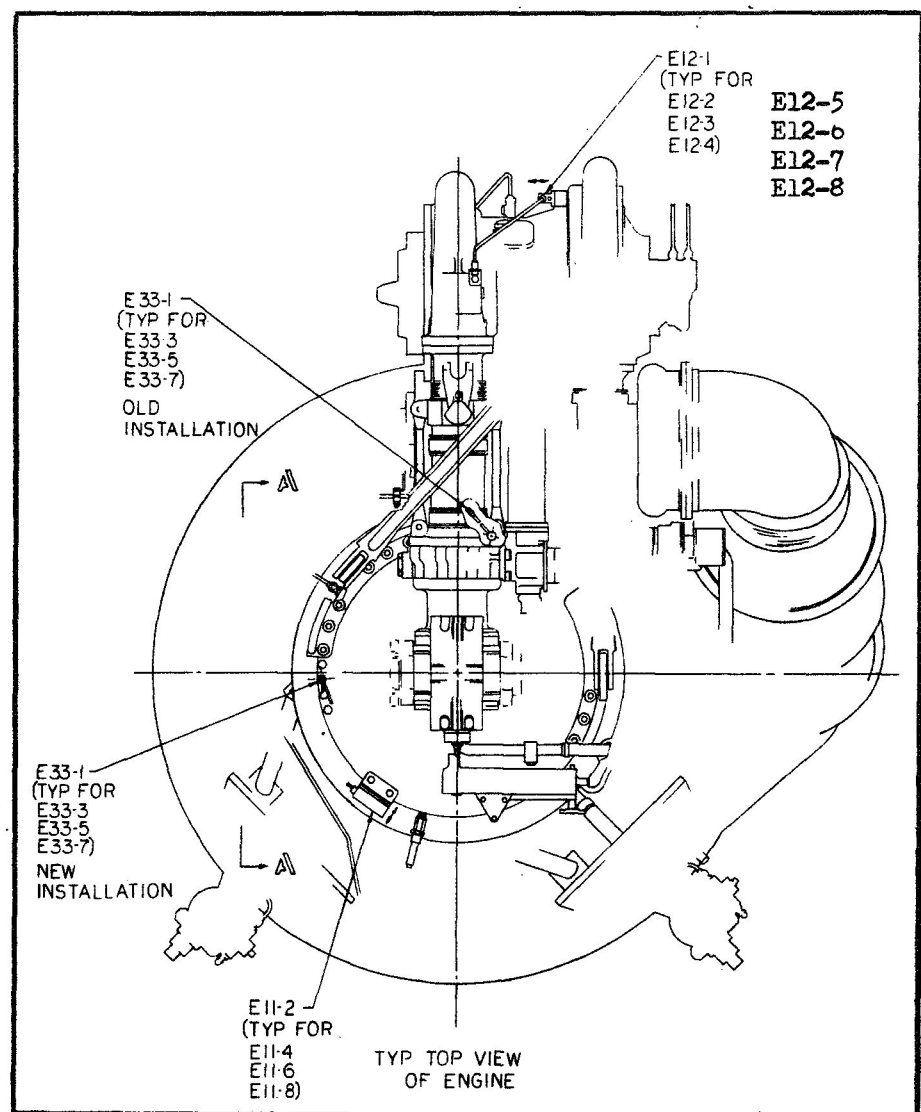 E12-1
(TYP FOR
E12-2
E12-3
E12-4)
E12-5
E12-6
E12-7
E12-8
E33-1
(TYP FOR
E33-3
E33-5
E33-7)
OLD
INSTALLATION
A
E33-1
(TYP FOR
E33-3
E33-5
E33-7)
NEW
INSTALLATION
A
E11-2
(TYP FOR
E11-4
E11-6
E11-8)
TYP TOP VIEW
OF ENGINE